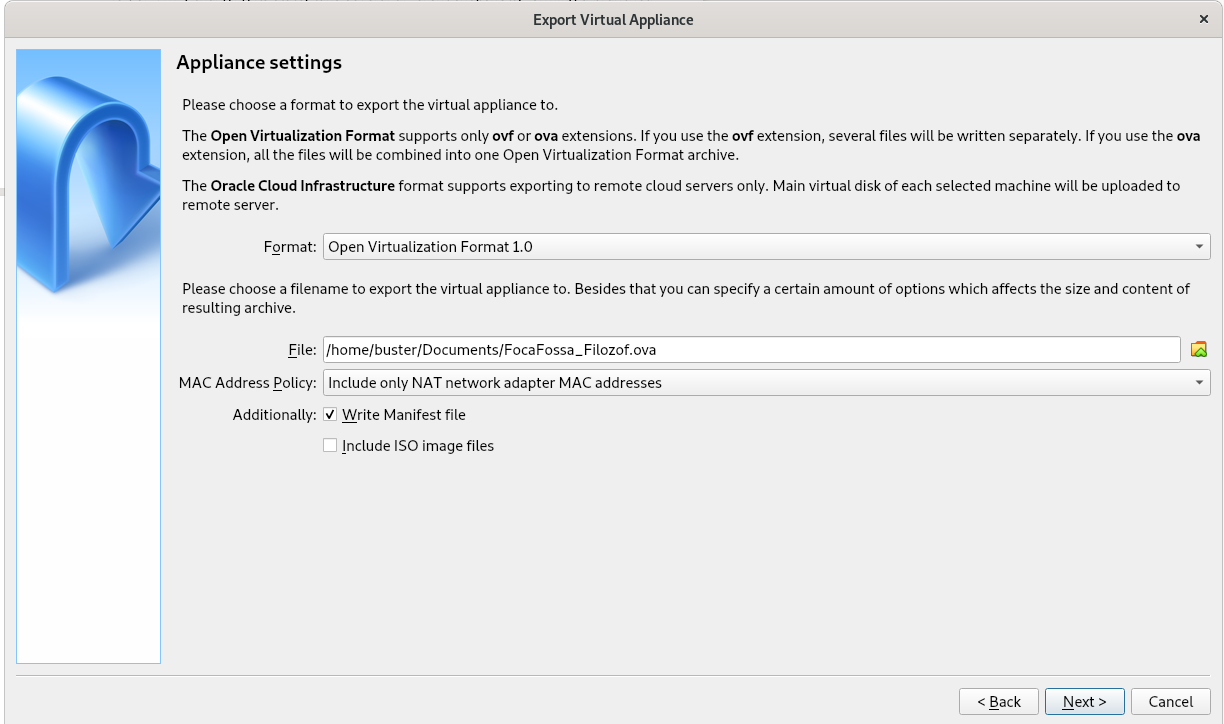 Export Virtual Appliance
Appliance settings
Please choose a format to export the virtual appliance to.
The Open Virtualization Format supports only ovf or ova extensions. If you use the ovf extension, several files will be written separately. If you use the ova
extension, all the files will be combined into one Open Virtualization Format archive.
The Oracle Cloud Infrastructure format supports exporting to remote cloud servers only. Main virtual disk of each selected machine will be uploaded to
remote server.
Format: Open Virtualization Format 1.0
Please choose a filename to export the virtual appliance to. Besides that you can specify a certain amount of options which affects the size and content of
resulting archive.
File: /home/buster/Documents/FocaFossa_Filozof.ova
MAC Address Policy: Include only NAT network adapter MAC addresses
Additionally: Write Manifest file
Include ISO image files
< Back Next > Cancel